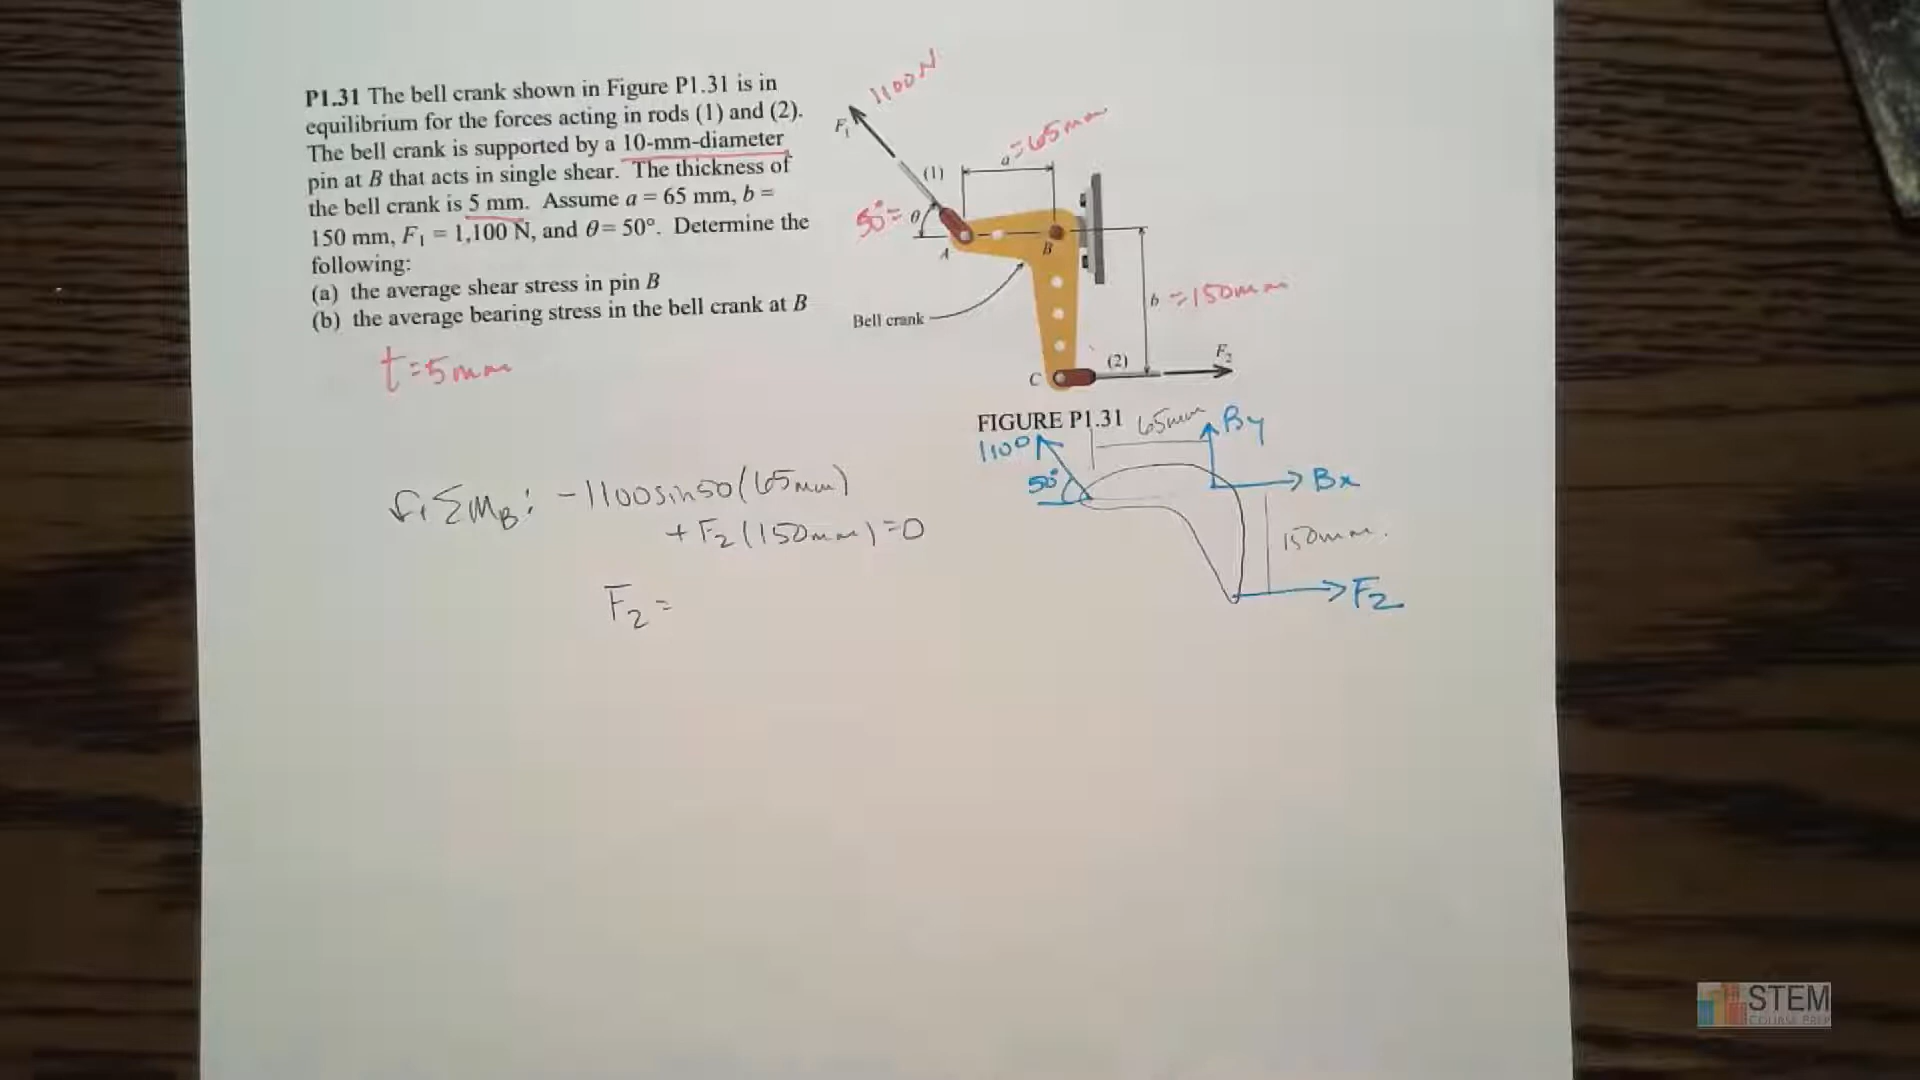 P1.31 The bell crank shown in Figure P1.31 is in
equilibrium for the forces acting in rods (1) and (2).
The bell crank is supported by a 10-mm-diameter
pin at B that acts in single shear. The thickness of
the bell crank is 5 mm. Assume a = 65 mm, b =
150 mm, F₁ = 1,100 N, and θ = 50°. Determine the
following:
(a) the average shear stress in pin B
(b) the average bearing stress in the bell crank at B
t=5mm
1100N
F₁
(1)
a =65mm
50°= θ
A
B
b =150mm
Bell crank
(2)
F₂
C
FIGURE P1.31
65mm
By
1100
50°
Bx
150mm.
F₂
ΣM_B: -1100sin50(65mm)
+ F₂(150mm)=0
F₂ =
STEM
COURSE PREP